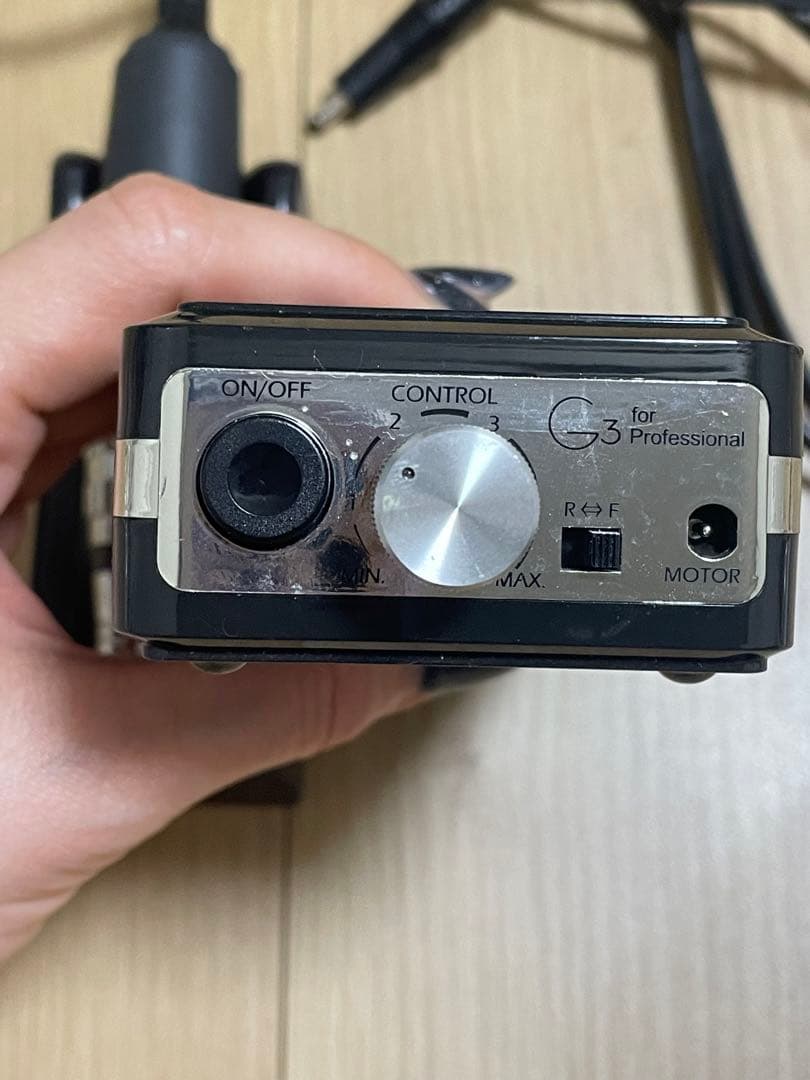 ON/OFF
CONTROL
2
3
1
MIN.
MAX.
G3 for
Professional
R⇔F
MOTOR